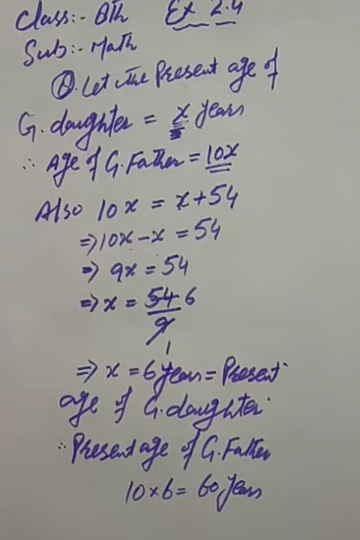 Class:- 8th Ex 2.4
Sub:- Math
Q. Let the Present age of
G. daughter = x years
∴ Age of G. Father = 10x
Also 10x = x + 54
=> 10x - x = 54
=> 9x = 54
=> x = 54 6
9
1
=> x = 6 years = Present
age of G. daughter
∴ Present age of G. Father
10 × 6 = 60 years